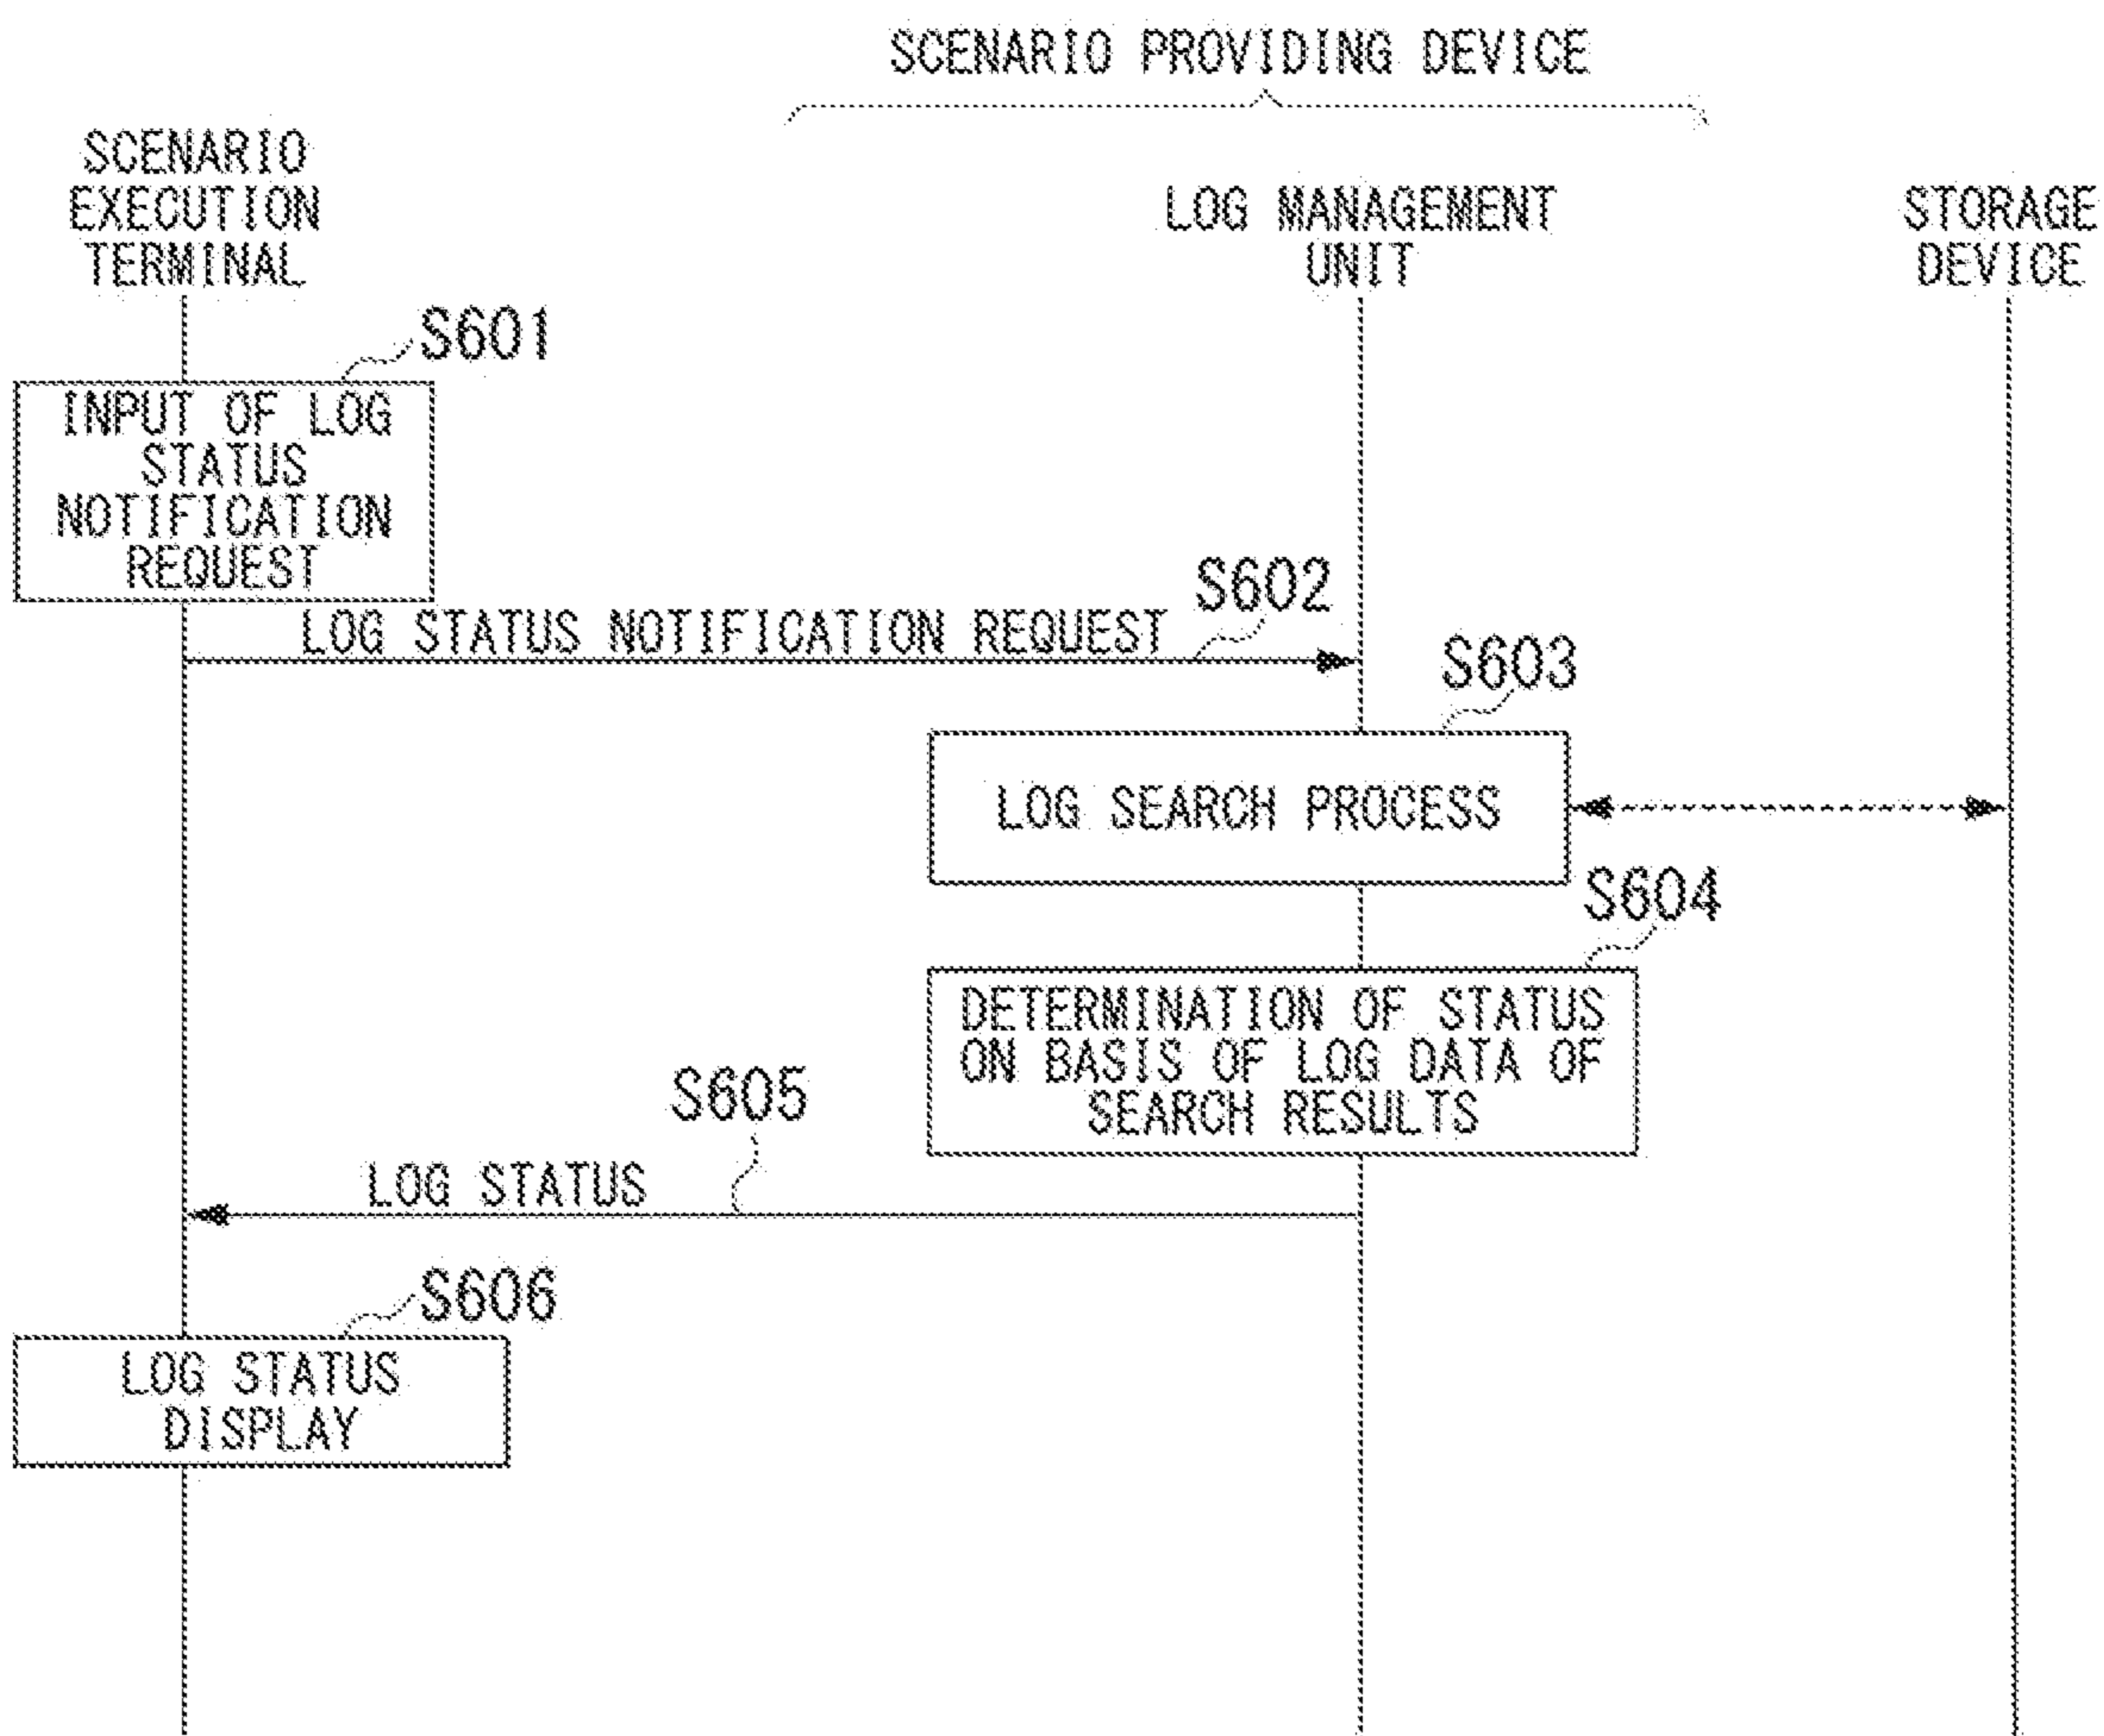 SCENARIO PROVIDING DEVICE
SCENARIO
EXECUTION
TERMINAL
LOG MANAGEMENT
UNIT
STORAGE
DEVICE
S601
INPUT OF LOG
STATUS
NOTIFICATION
REQUEST
S602
LOG STATUS NOTIFICATION REQUEST
S603
LOG SEARCH PROCESS
S604
DETERMINATION OF STATUS
ON BASIS OF LOG DATA OF
SEARCH RESULTS
S605
LOG STATUS
S606
LOG STATUS
DISPLAY